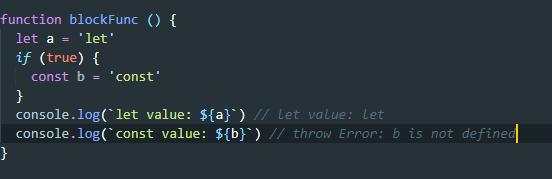 function blockFunc () {
  let a = 'let'
  if (true) {
    const b = 'const'
  }
  console.log(`let value: ${a}`) // let value: let
  console.log(`const value: ${b}`) // throw Error: b is not defined
}